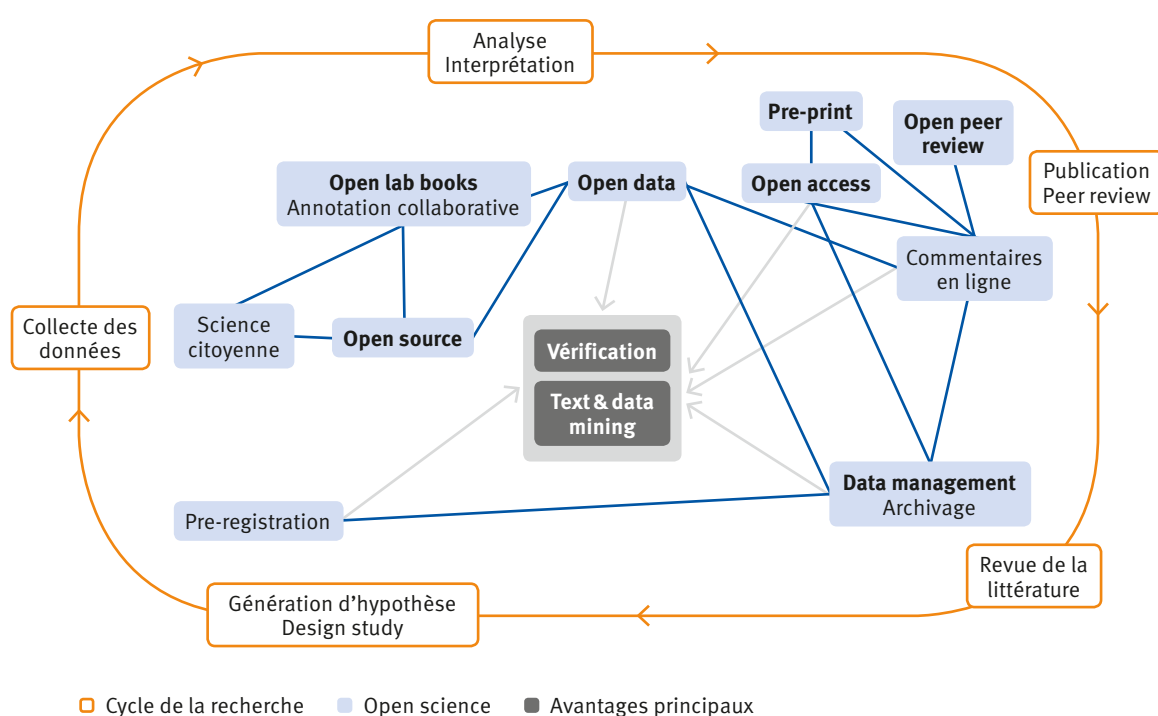 Analyse
Interprétation
Pre-print
Open peer
review
Publication
Peer review
Open lab books
Annotation collaborative
Open data
Open access
Commentaires
en ligne
Collecte des
données
Science
citoyenne
Open source
Vérification
Text & data
mining
Data management
Archivage
Pre-registration
Revue de la
littérature
Génération d'hypothèse
Design study
Cycle de la recherche
Open science
Avantages principaux